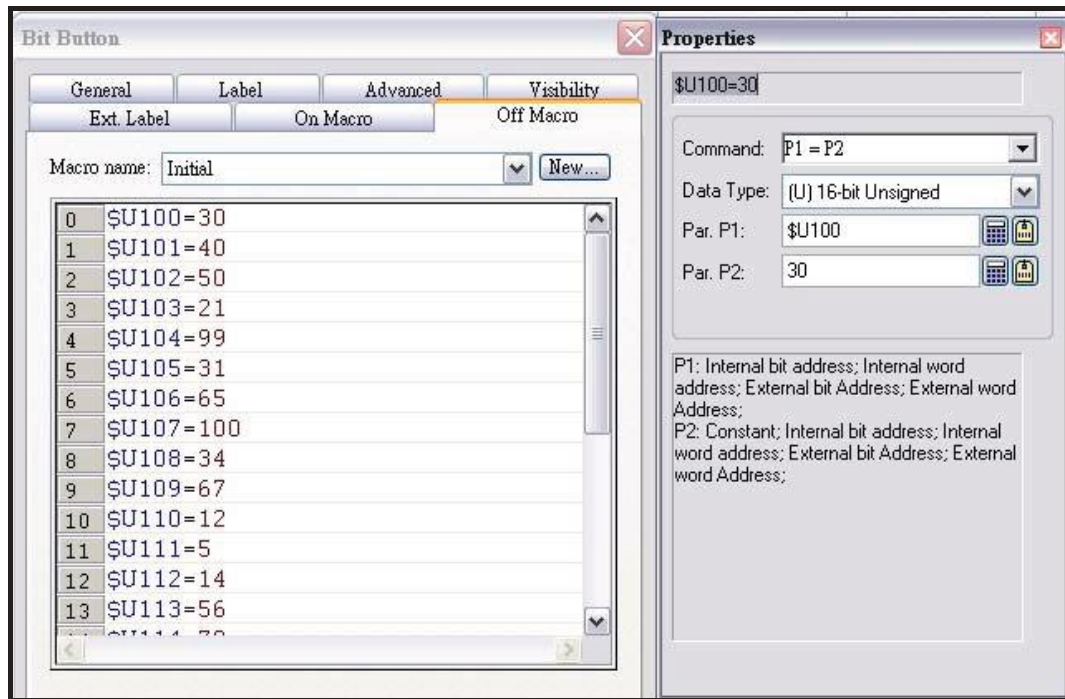 Bit Button
General Label Advanced Visibility
Ext. Label On Macro Off Macro
Macro name: Initial New...
0 $U100=30
1 $U101=40
2 $U102=50
3 $U103=21
4 $U104=99
5 $U105=31
6 $U106=65
7 $U107=100
8 $U108=34
9 $U109=67
10 $U110=12
11 $U111=5
12 $U112=14
13 $U113=56
Properties
$U100=30
Command: P1 = P2
Data Type: (U) 16-bit Unsigned
Par. P1: $U100
Par. P2: 30
P1: Internal bit address; Internal word
address; External bit Address; External word
Address;
P2: Constant; Internal bit address; Internal
word address; External bit Address; External
word Address;